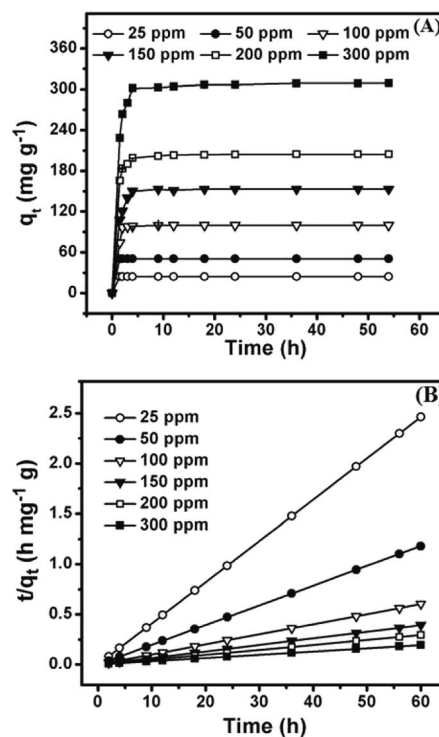 (A)
25 ppm 50 ppm 100 ppm
150 ppm 200 ppm 300 ppm
360
300
240
180
120
60
0
qt (mg g-1)
0 10 20 30 40 50 60
Time (h)
(B)
25 ppm
50 ppm
100 ppm
150 ppm
200 ppm
300 ppm
2.5
2.0
1.5
1.0
0.5
0.0
t/qt (h mg-1 g)
0 20 40 60
Time (h)